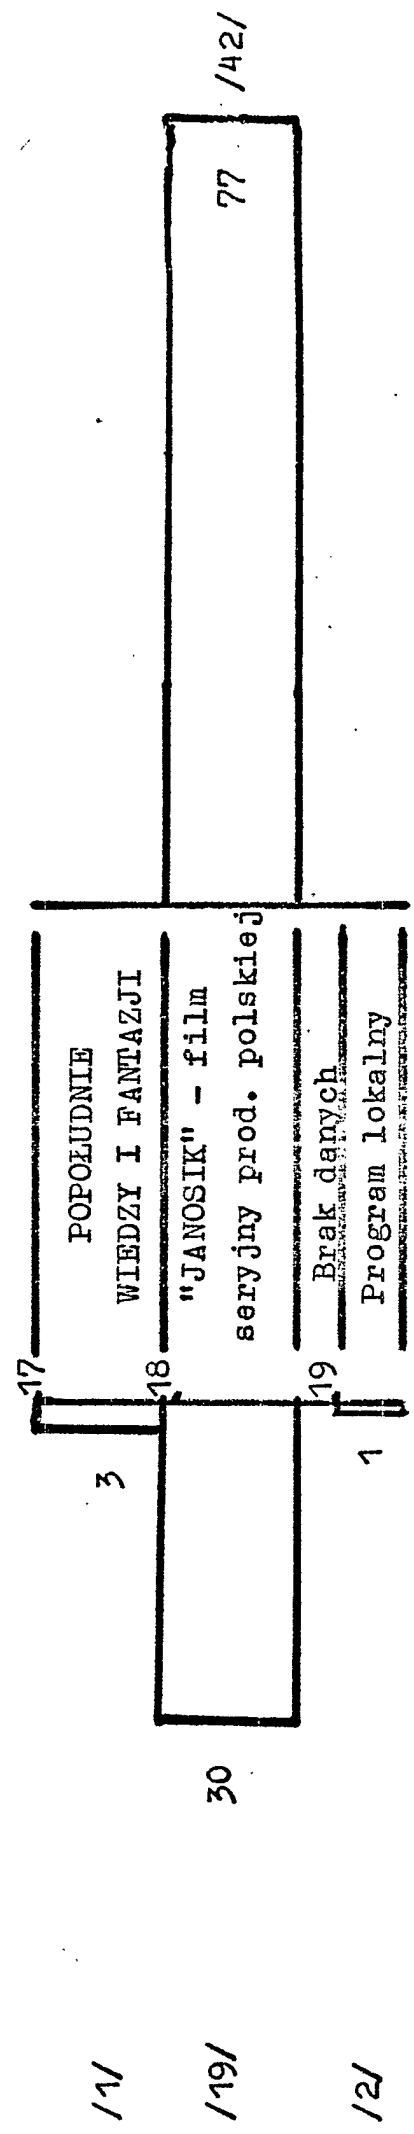 17
POPOŁUDNIE
/1/ 3 WIEDZY I FANTAZJI
18
"JANOSIK" - film
/19/ 30 seryjny prod. polskiej 77 /42/
19 Brak danych
/2/ 1 Program lokalny